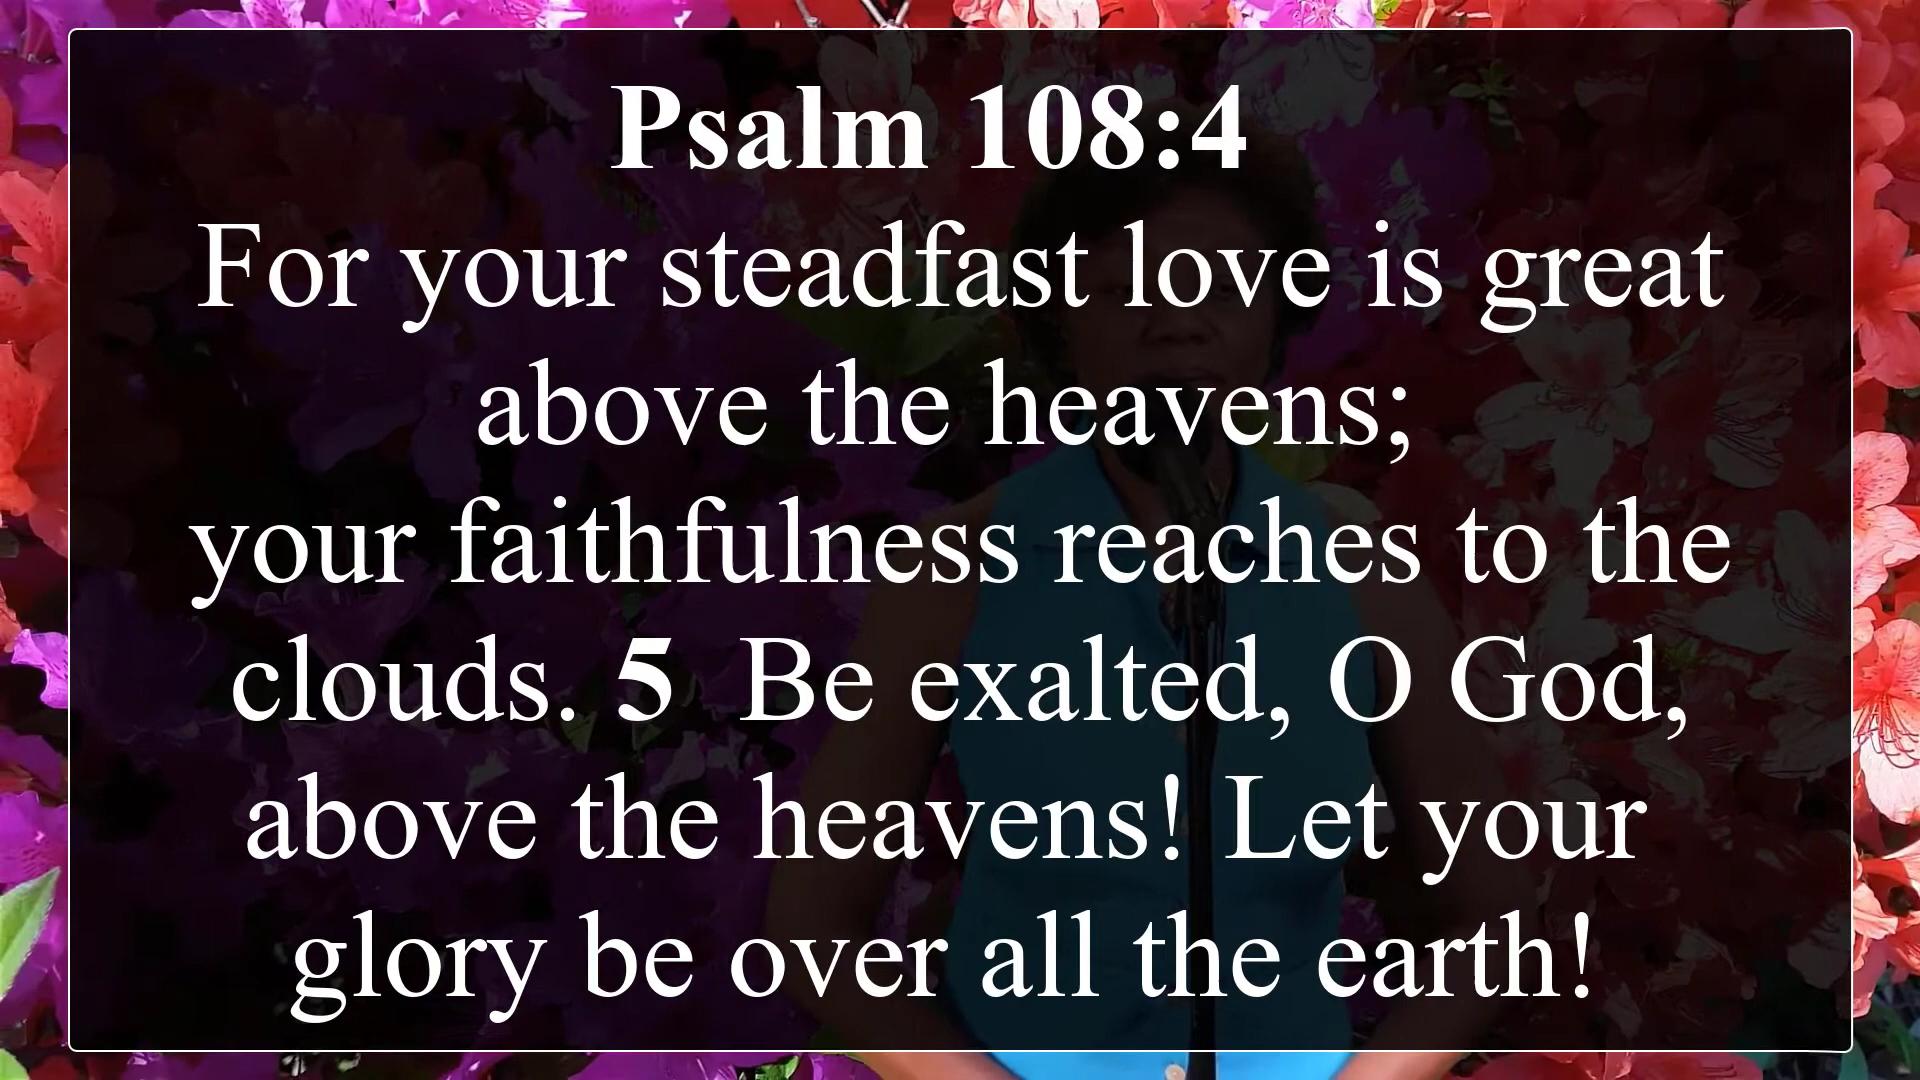 Psalm 108:4
For your steadfast love is great
above the heavens;
your faithfulness reaches to the
clouds. 5  Be exalted, O God,
above the heavens! Let your
glory be over all the earth!